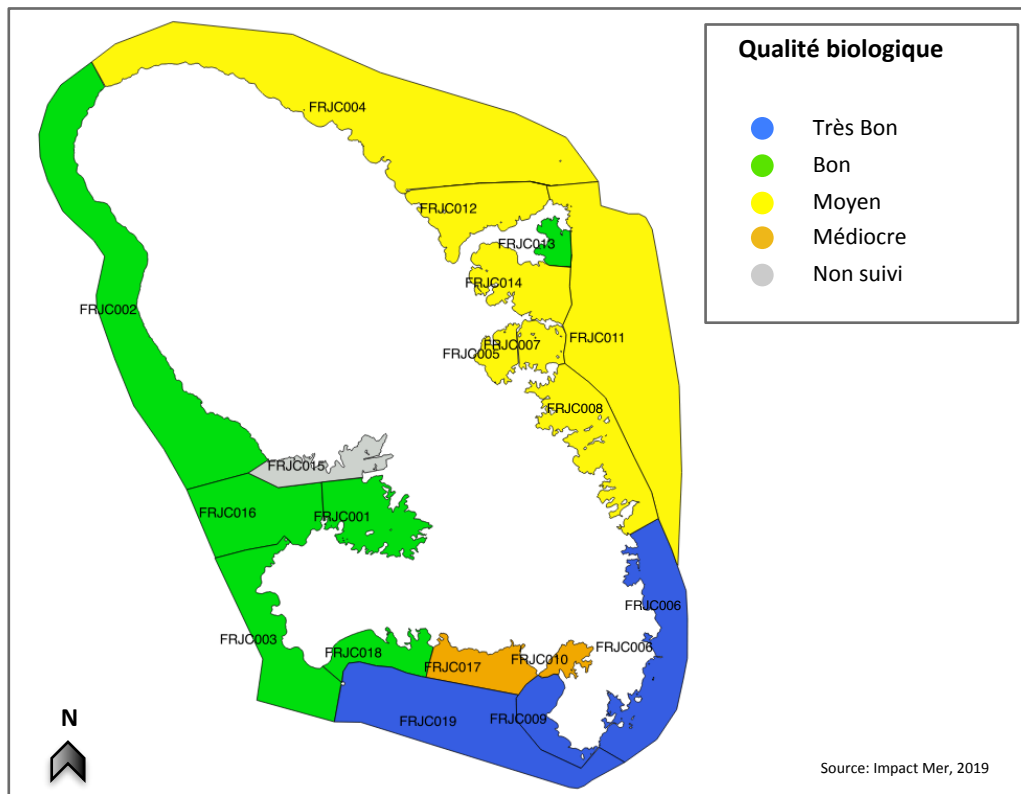 Qualité biologique
Très Bon
Bon
Moyen
Médiocre
Non suivi
FRJC004
FRJC012
FRJC013
FRJC014
FRJC002
FRJC011
FRJC007
FRJC005
FRJC008
FRJC015
FRJC016
FRJC001
FRJC006
FRJC003
FRJC006
FRJC018
FRJC010
FRJC017
FRJC019
FRJC009
N
Source: Impact Mer, 2019